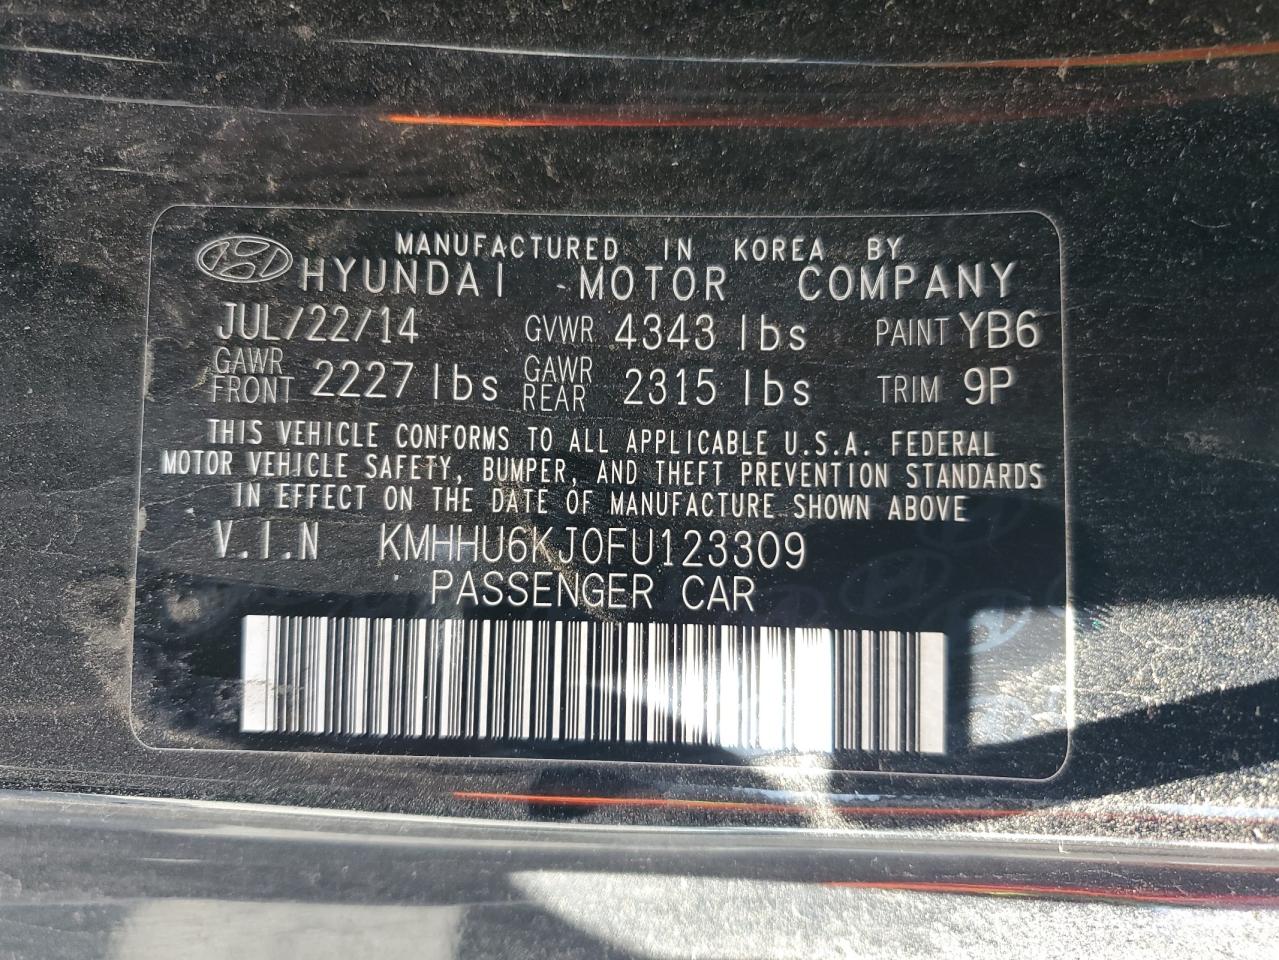 MANUFACTURED IN KOREA BY
HYUNDAI MOTOR COMPANY
JUL/22/14 GVWR 4343 lbs PAINT YB6
GAWR FRONT 2227 lbs GAWR REAR 2315 lbs TRIM 9P
THIS VEHICLE CONFORMS TO ALL APPLICABLE U.S.A. FEDERAL
MOTOR VEHICLE SAFETY, BUMPER, AND THEFT PREVENTION STANDARDS
IN EFFECT ON THE DATE OF MANUFACTURE SHOWN ABOVE
V.I.N KMHHU6KJ0FU123309
PASSENGER CAR